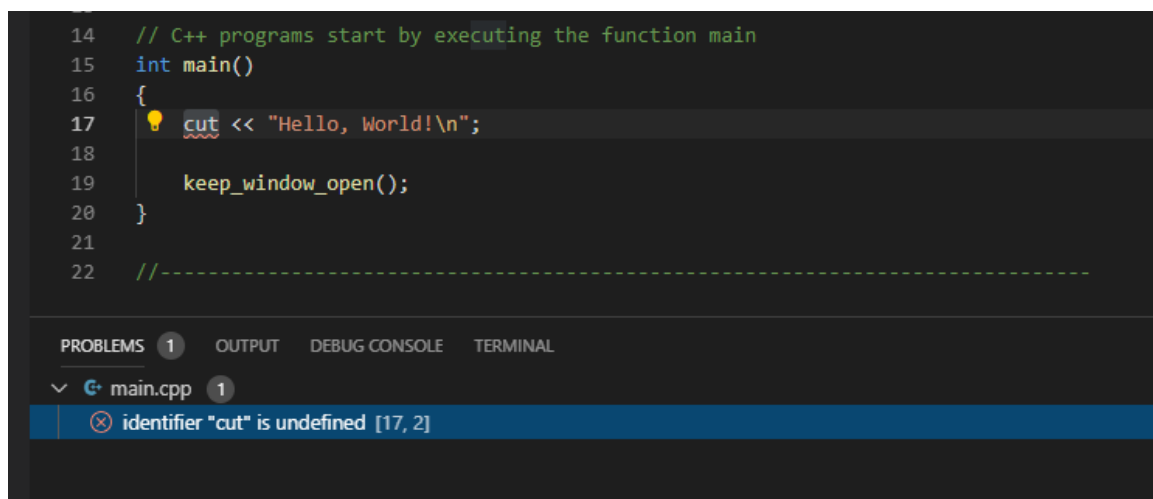 14 // C++ programs start by executing the function main
15 int main()
16 {
17 cut << "Hello, World!\n";
18
19 keep_window_open();
20 }
21
22 //------------------------------------------------------------------------------
PROBLEMS 1 OUTPUT DEBUG CONSOLE TERMINAL
main.cpp 1
identifier "cut" is undefined [17, 2]